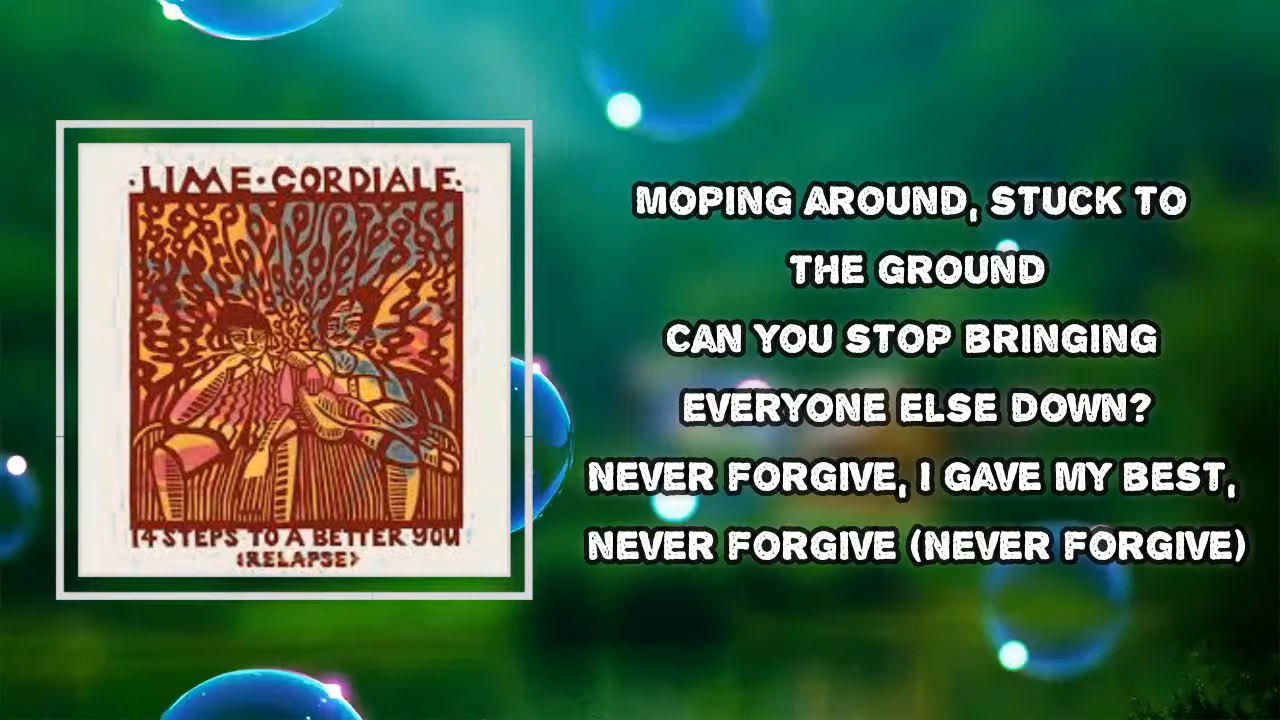 ·LIME·CORDIALE·
14 STEPS TO A BETTER YOU
(RELAPSE)
MOPING AROUND, STUCK TO
THE GROUND
CAN YOU STOP BRINGING
EVERYONE ELSE DOWN?
NEVER FORGIVE, I GAVE MY BEST,
NEVER FORGIVE (NEVER FORGIVE)